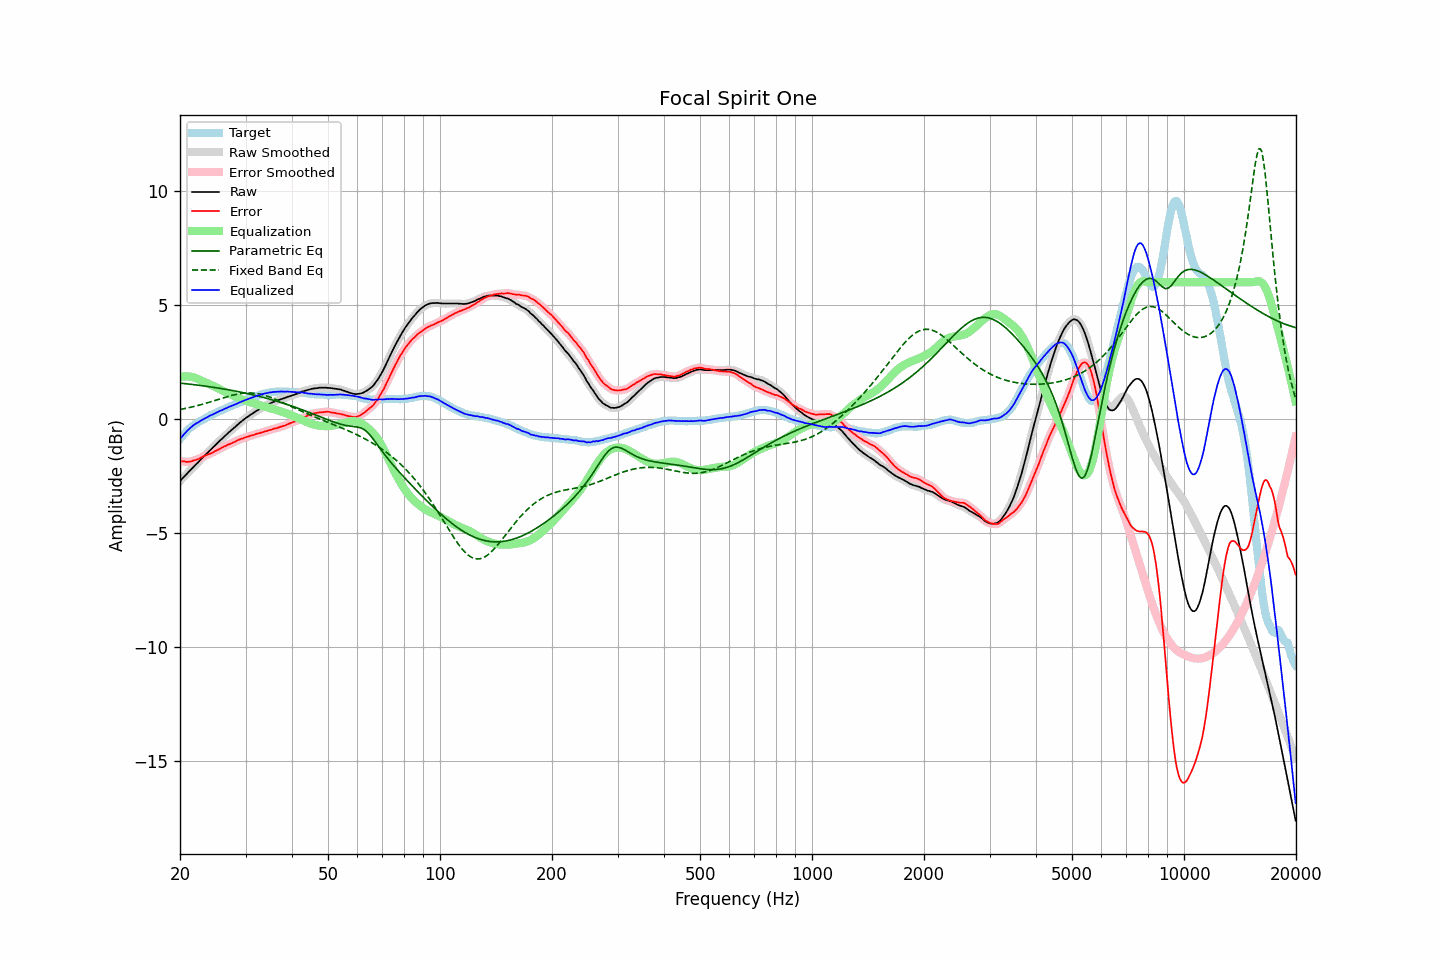 Focal Spirit One
Target
Raw Smoothed
Error Smoothed
Raw
Error
Equalization
Parametric Eq
Fixed Band Eq
Equalized
10
5
0
−5
−10
−15
Amplitude (dBr)
20 50 100 200 500 1000 2000 5000 10000 20000
Frequency (Hz)